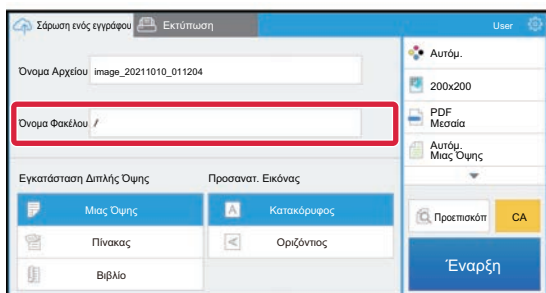 Σάρωση ενός εγγράφου
Εκτύπωση
User
Όνομα Αρχείου
image_20211010_011204
Όνομα Φακέλου
/
Εγκατάσταση Διπλής Όψης
Προσανατ. Εικόνας
Μιας Όψης
Πίνακας
Βιβλίο
A
Κατακόρυφος
A
Οριζόντιος
Αυτόμ.
200x200
PDF
Μεσαία
Αυτόμ.
Μιας Όψης
Προεπισκόπ
CA
Έναρξη